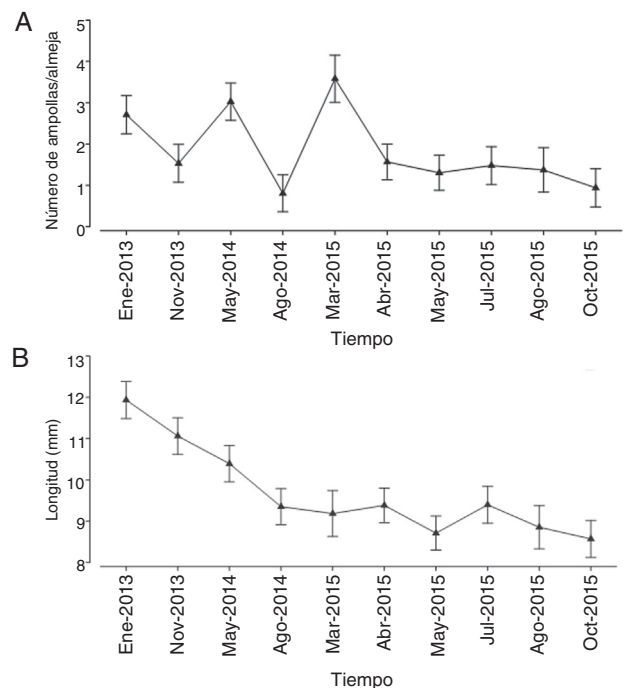 A
Número de ampollas/almeja
5
4
3
2
1
0
Ene-2013
Nov-2013
May-2014
Ago-2014
Mar-2015
Abr-2015
May-2015
Jul-2015
Ago-2015
Oct-2015
Tiempo
B
Longitud (mm)
13
12
11
10
9
8
Ene-2013
Nov-2013
May-2014
Ago-2014
Mar-2015
Abr-2015
May-2015
Jul-2015
Ago-2015
Oct-2015
Tiempo